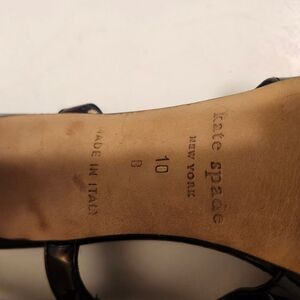 kate spade
NEW YORK
10
B
MADE IN ITALY